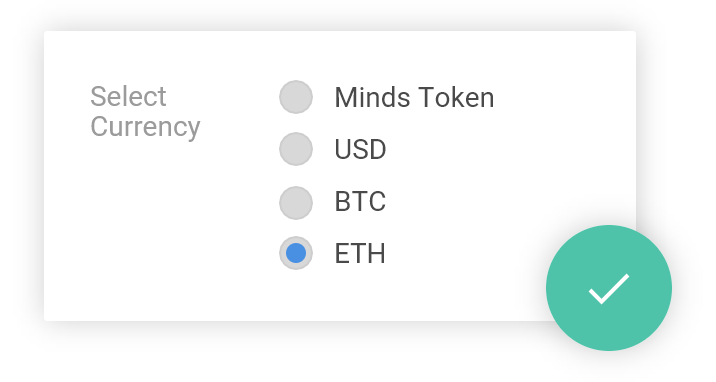 Select
Currency
Minds Token
USD
BTC
ETH